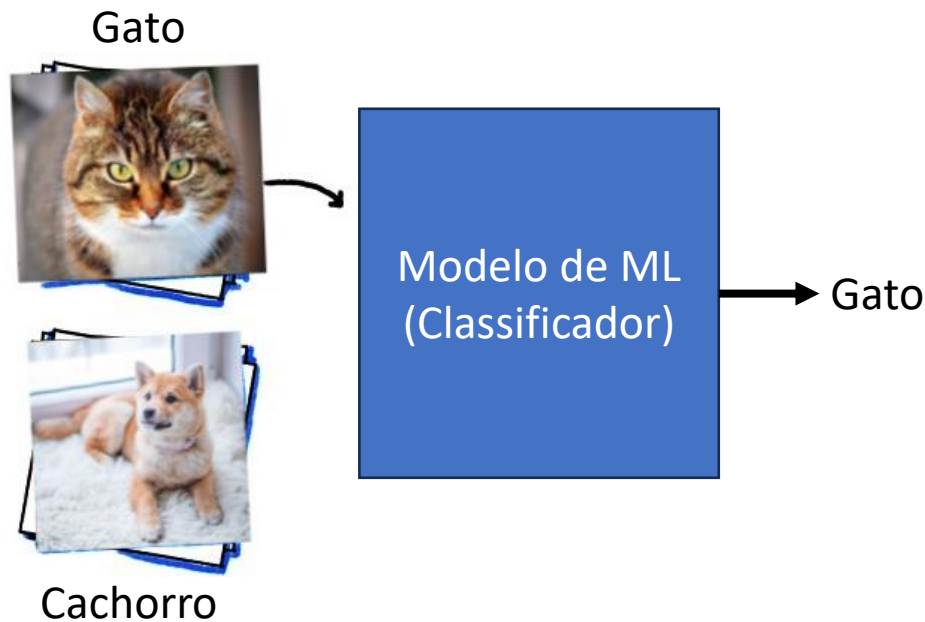 Gato
Modelo de ML
(Classificador)
Gato
Cachorro